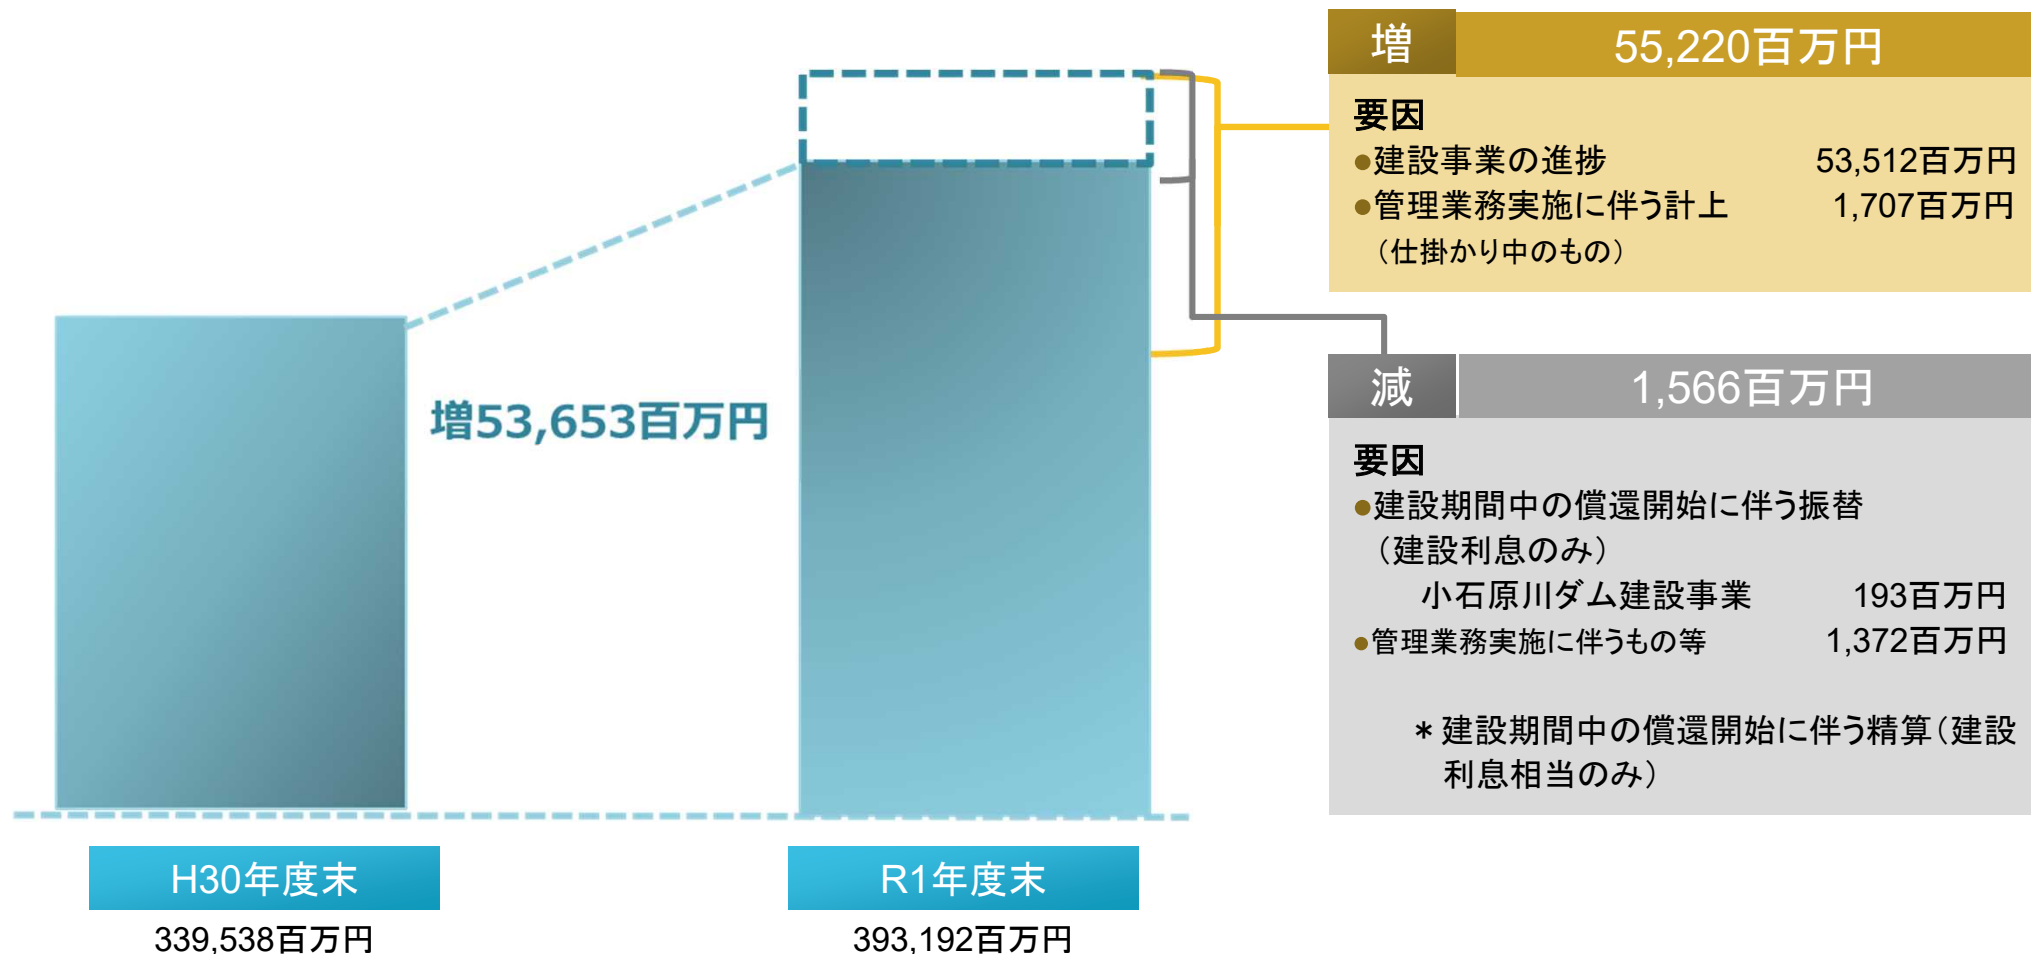 増 55,220百万円
要因
●建設事業の進捗 53,512百万円
●管理業務実施に伴う計上 1,707百万円
（仕掛かり中のもの）
増53,653百万円
減 1,566百万円
要因
●建設期間中の償還開始に伴う振替
（建設利息のみ）
小石原川ダム建設事業 193百万円
●管理業務実施に伴うもの等 1,372百万円
＊建設期間中の償還開始に伴う精算（建設
利息相当のみ）
H30年度末 R1年度末
339,538百万円 393,192百万円